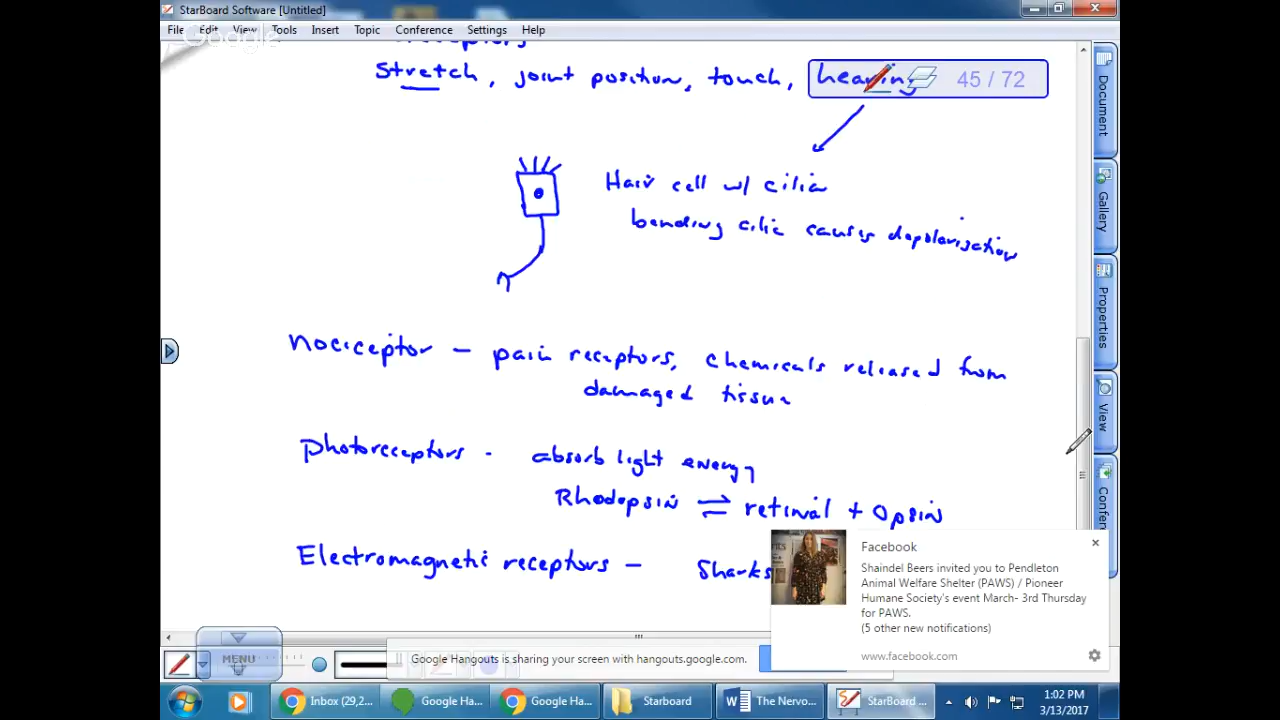 StarBoard Software [Untitled]
File Edit View Tools Insert Topic Conference Settings Help
Google
Stretch, joint position, touch, hearing 45 / 72
Hair cell w/ cilia
bending cilia causes depolarization
Nociceptor – pain receptors, chemicals released from
damaged tissue
Photoreceptors - absorb light energy
Rhodopsin ⇌ retinal + Opsin
Electromagnetic receptors – Sharks
Facebook
Shaindel Beers invited you to Pendleton
Animal Welfare Shelter (PAWS) / Pioneer
Humane Society's event March- 3rd Thursday
for PAWS.
(5 other new notifications)
www.facebook.com
Document
Gallery
Properties
View
Conferen
MENU
Google Hangouts is sharing your screen with hangouts.google.com.
Inbox (29,2... Google Ha... Google Ha... Starboard The Nervo... StarBoard ...
1:02 PM
3/13/2017